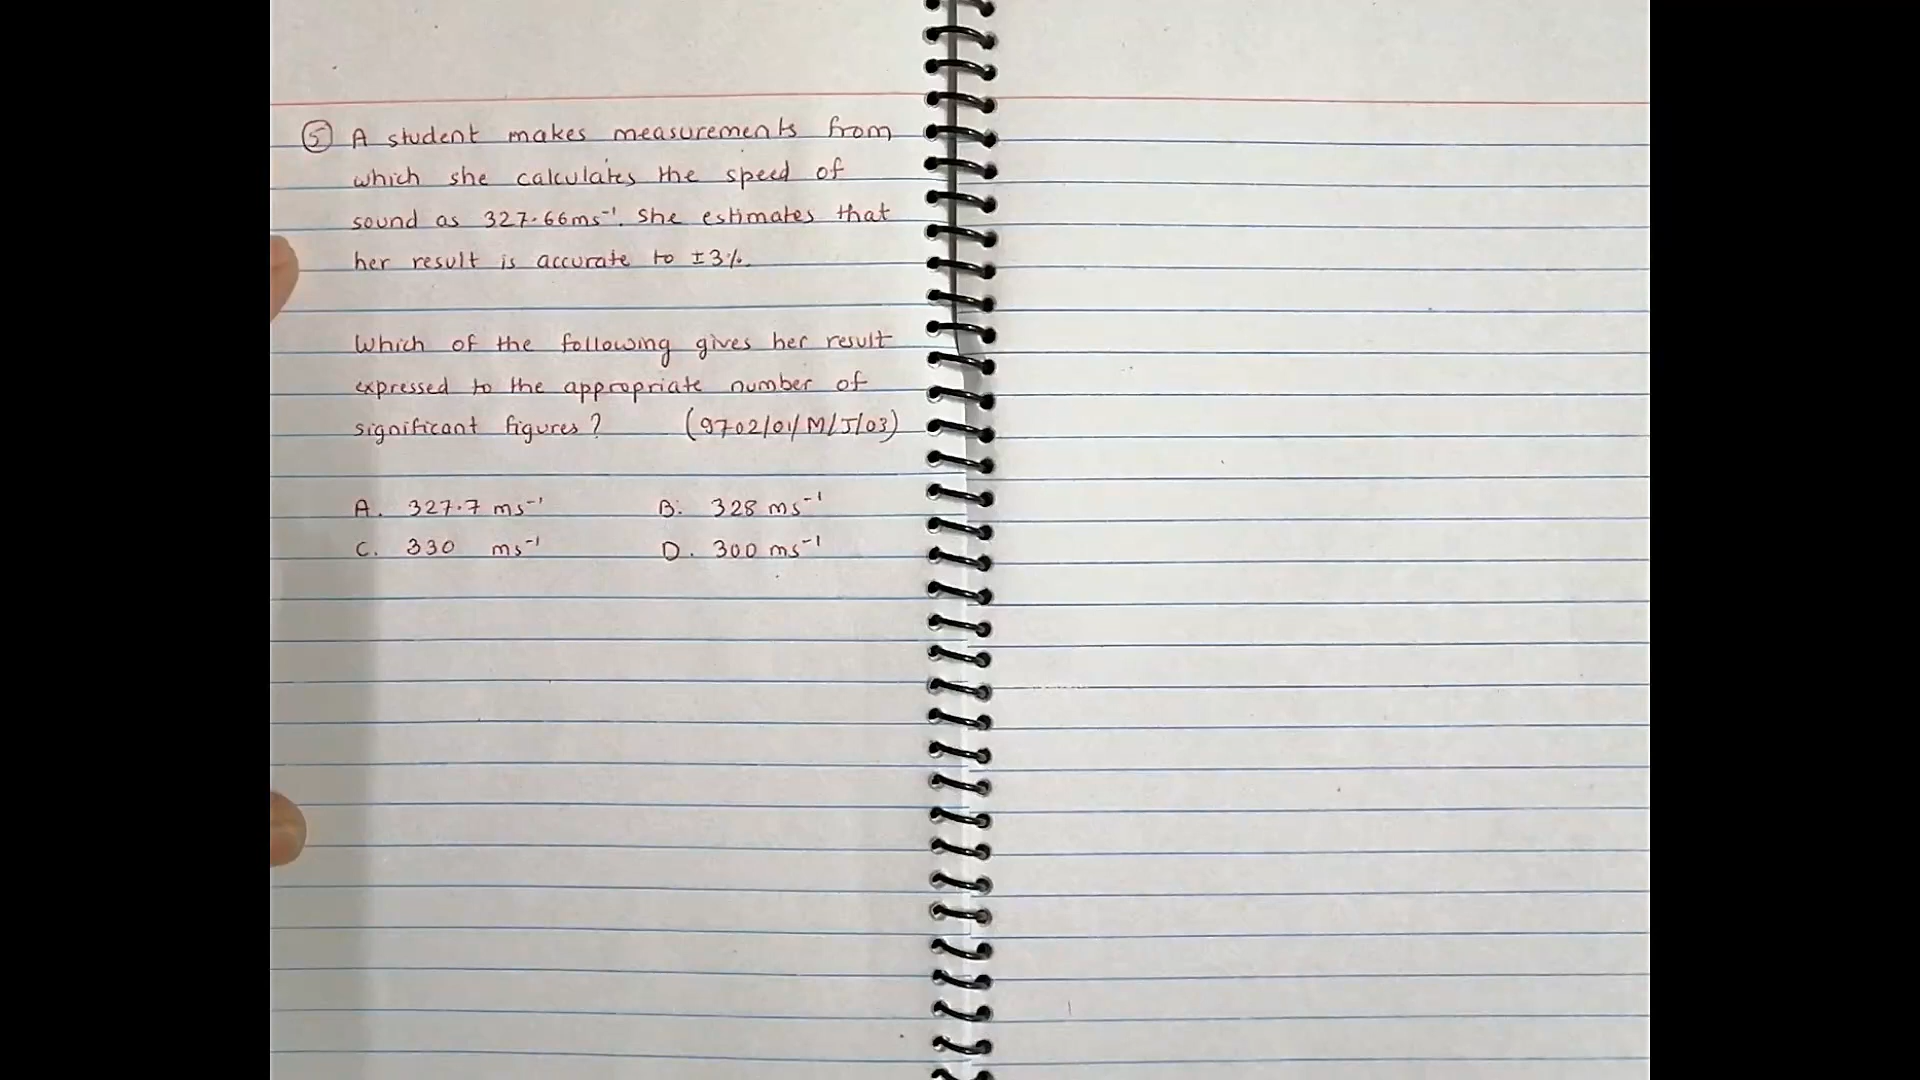 5 A student makes measurements from
which she calculates the speed of
sound as 327.66ms⁻¹. She estimates that
her result is accurate to ±3%.
Which of the following gives her result
expressed to the appropriate number of
significant figures? (9702/01/M/J/03)
A. 327.7 ms⁻¹ B. 328 ms⁻¹
C. 330 ms⁻¹ D. 300 ms⁻¹